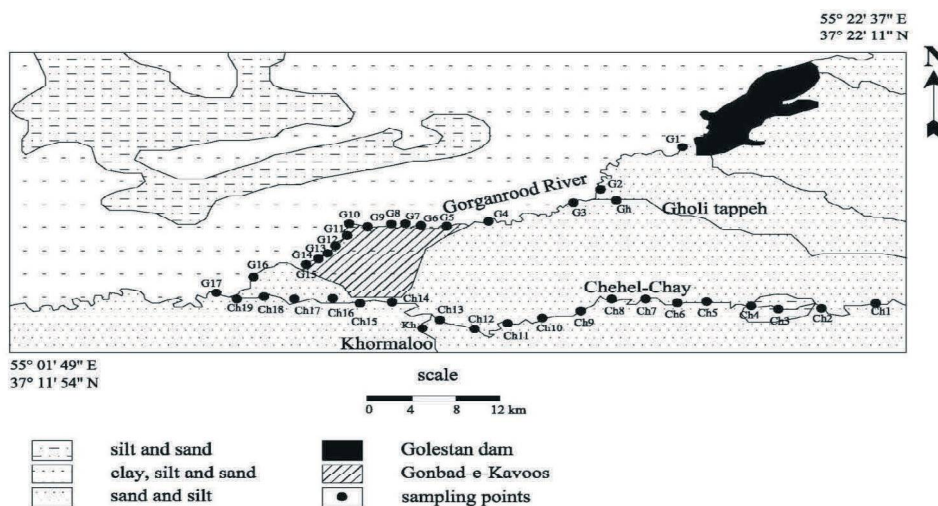 55° 22' 37" E
37° 22' 11" N
N
G1
G2
Gorganrood River
G3
Gh
Gholi tappeh
G4
G5
G6
G7
G8
G9
G10
G11
G12
G13
G14
G15
G16
G17
Chehel-Chay
Ch19
Ch18
Ch17
Ch16
Ch15
Ch14
Ch13
Kh
Ch12
Ch11
Ch10
Ch9
Ch8
Ch7
Ch6
Ch5
Ch4
Ch3
Ch2
Ch1
Khormaloo
55° 01' 49" E
37° 11' 54" N
scale
0 4 8 12 km
silt and sand
clay, silt and sand
sand and silt
Golestan dam
Gonbad e Kavoos
sampling points